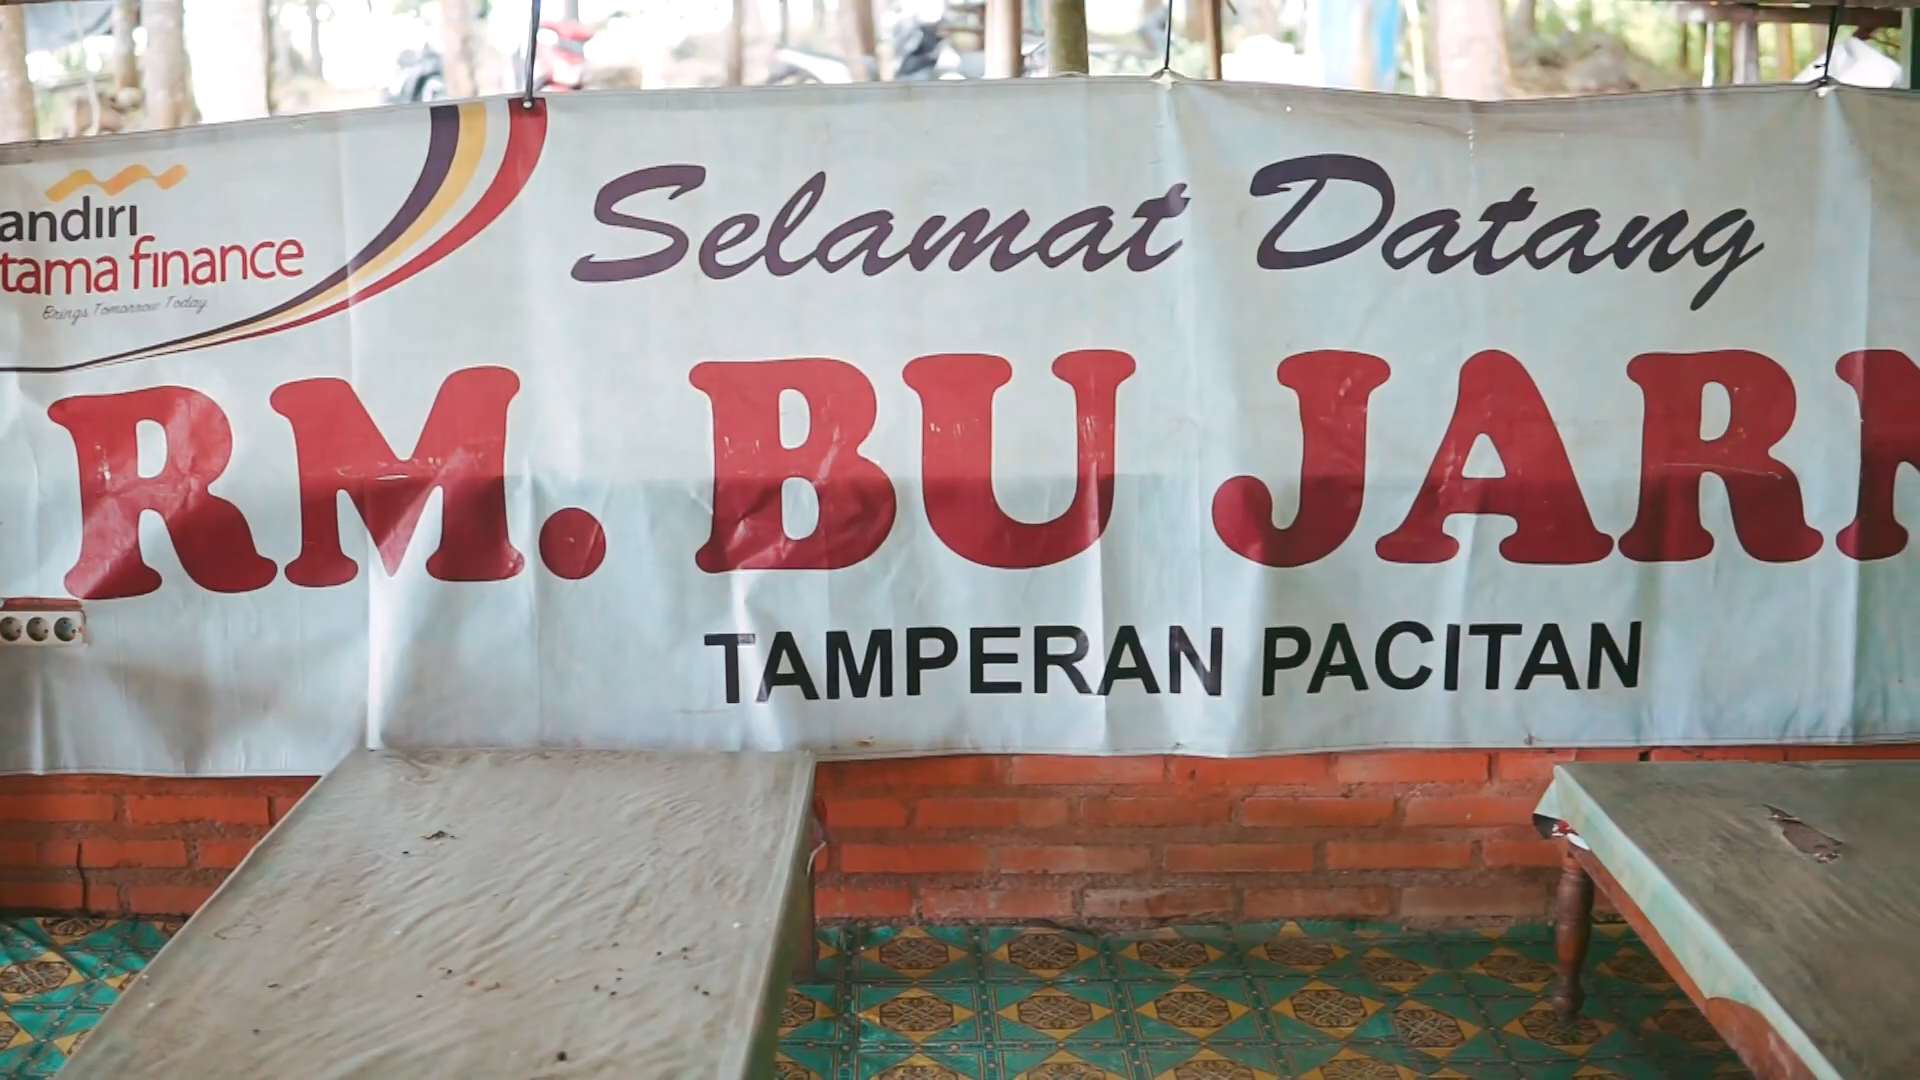 andiri
tama finance
Brings Tomorrow Today
Selamat Datang
RM. BU JAR
TAMPERAN PACITAN